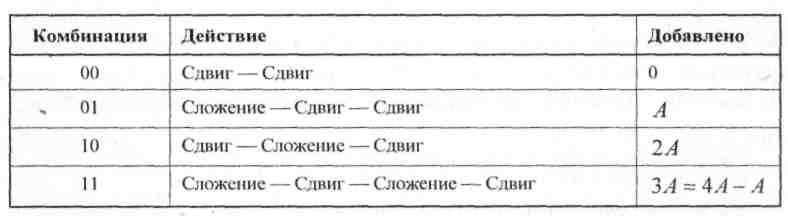 Комбинация Действие Добавлено
00 Сдвиг — Сдвиг 0
01 Сложение — Сдвиг — Сдвиг A
10 Сдвиг — Сложение — Сдвиг 2A
11 Сложение — Сдвиг — Сложение — Сдвиг 3A = 4A − A